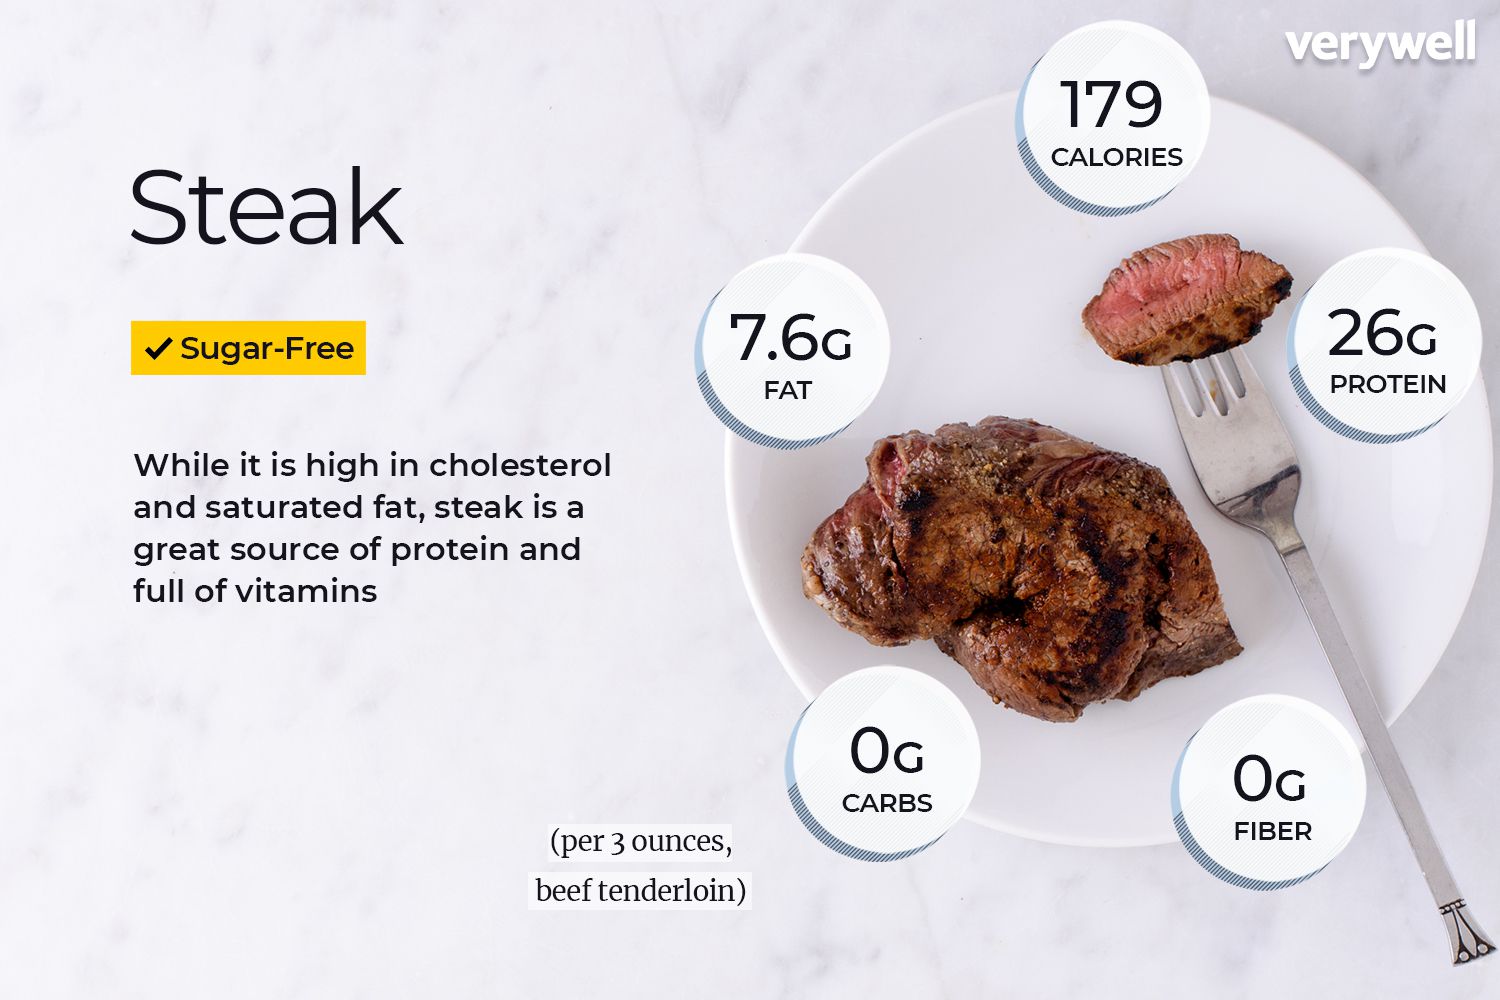 verywell
Steak
Sugar-Free
While it is high in cholesterol
and saturated fat, steak is a
great source of protein and
full of vitamins
179
CALORIES
7.6G
FAT
26G
PROTEIN
0G
CARBS
0G
FIBER
(per 3 ounces,
beef tenderloin)